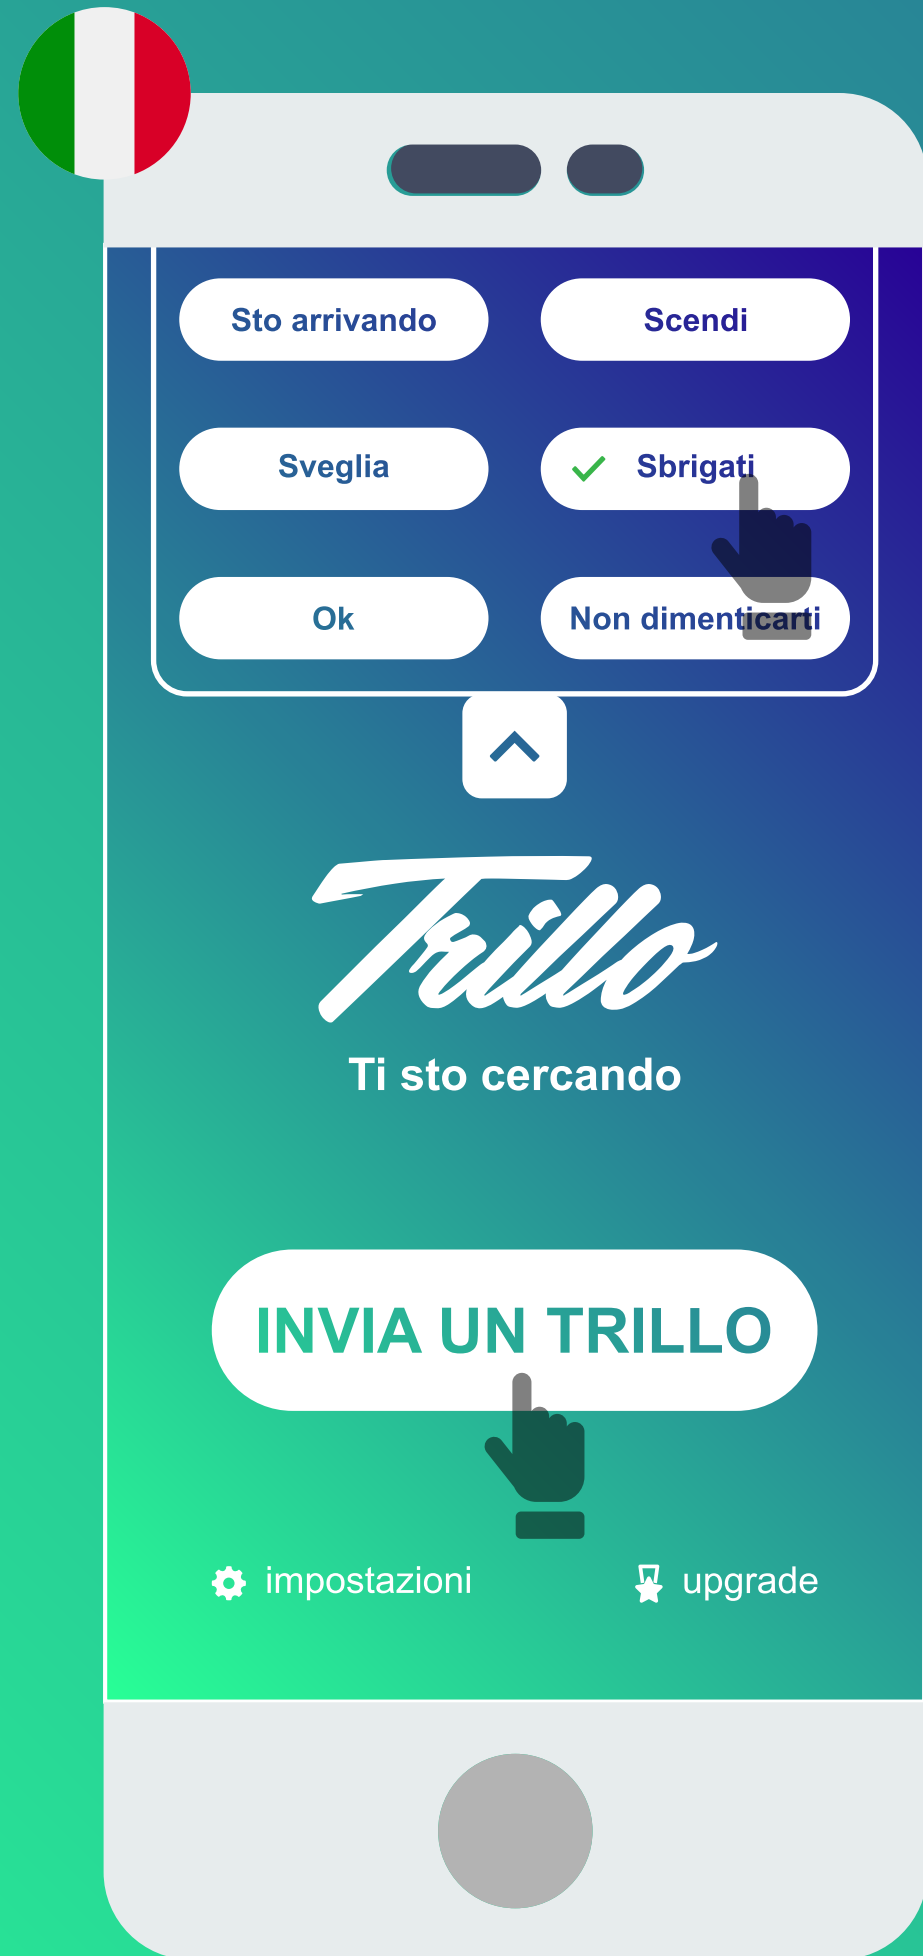 Sto arrivando
Scendi
Sveglia
Sbrigati
Ok
Non dimenticarti
Trillo
Ti sto cercando
INVIA UN TRILLO
impostazioni
upgrade